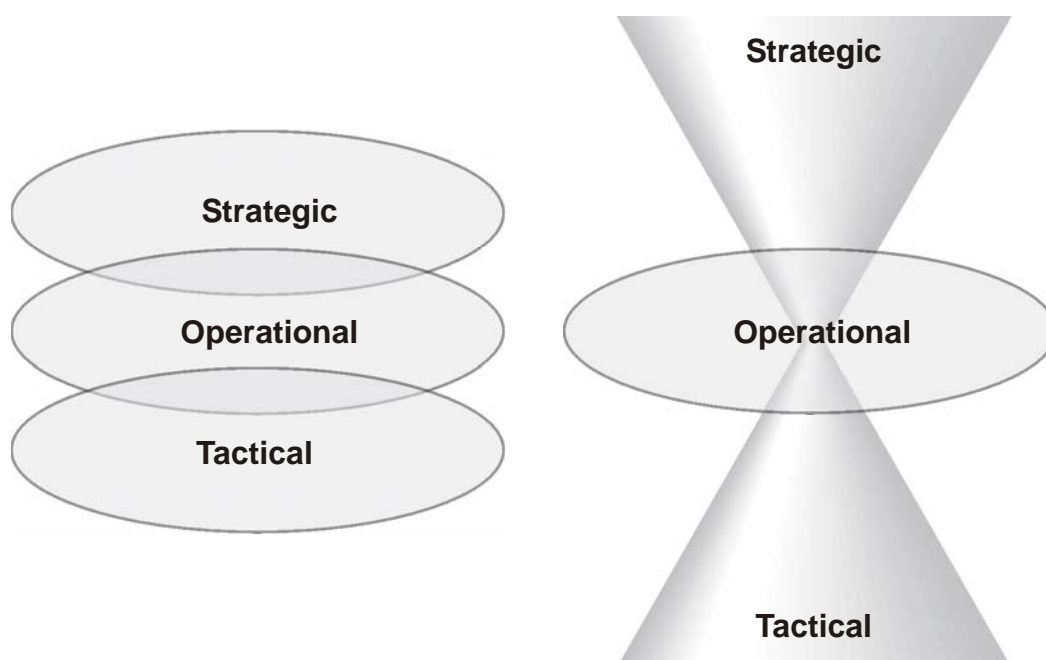 Strategic
Operational
Tactical
Strategic
Operational
Tactical